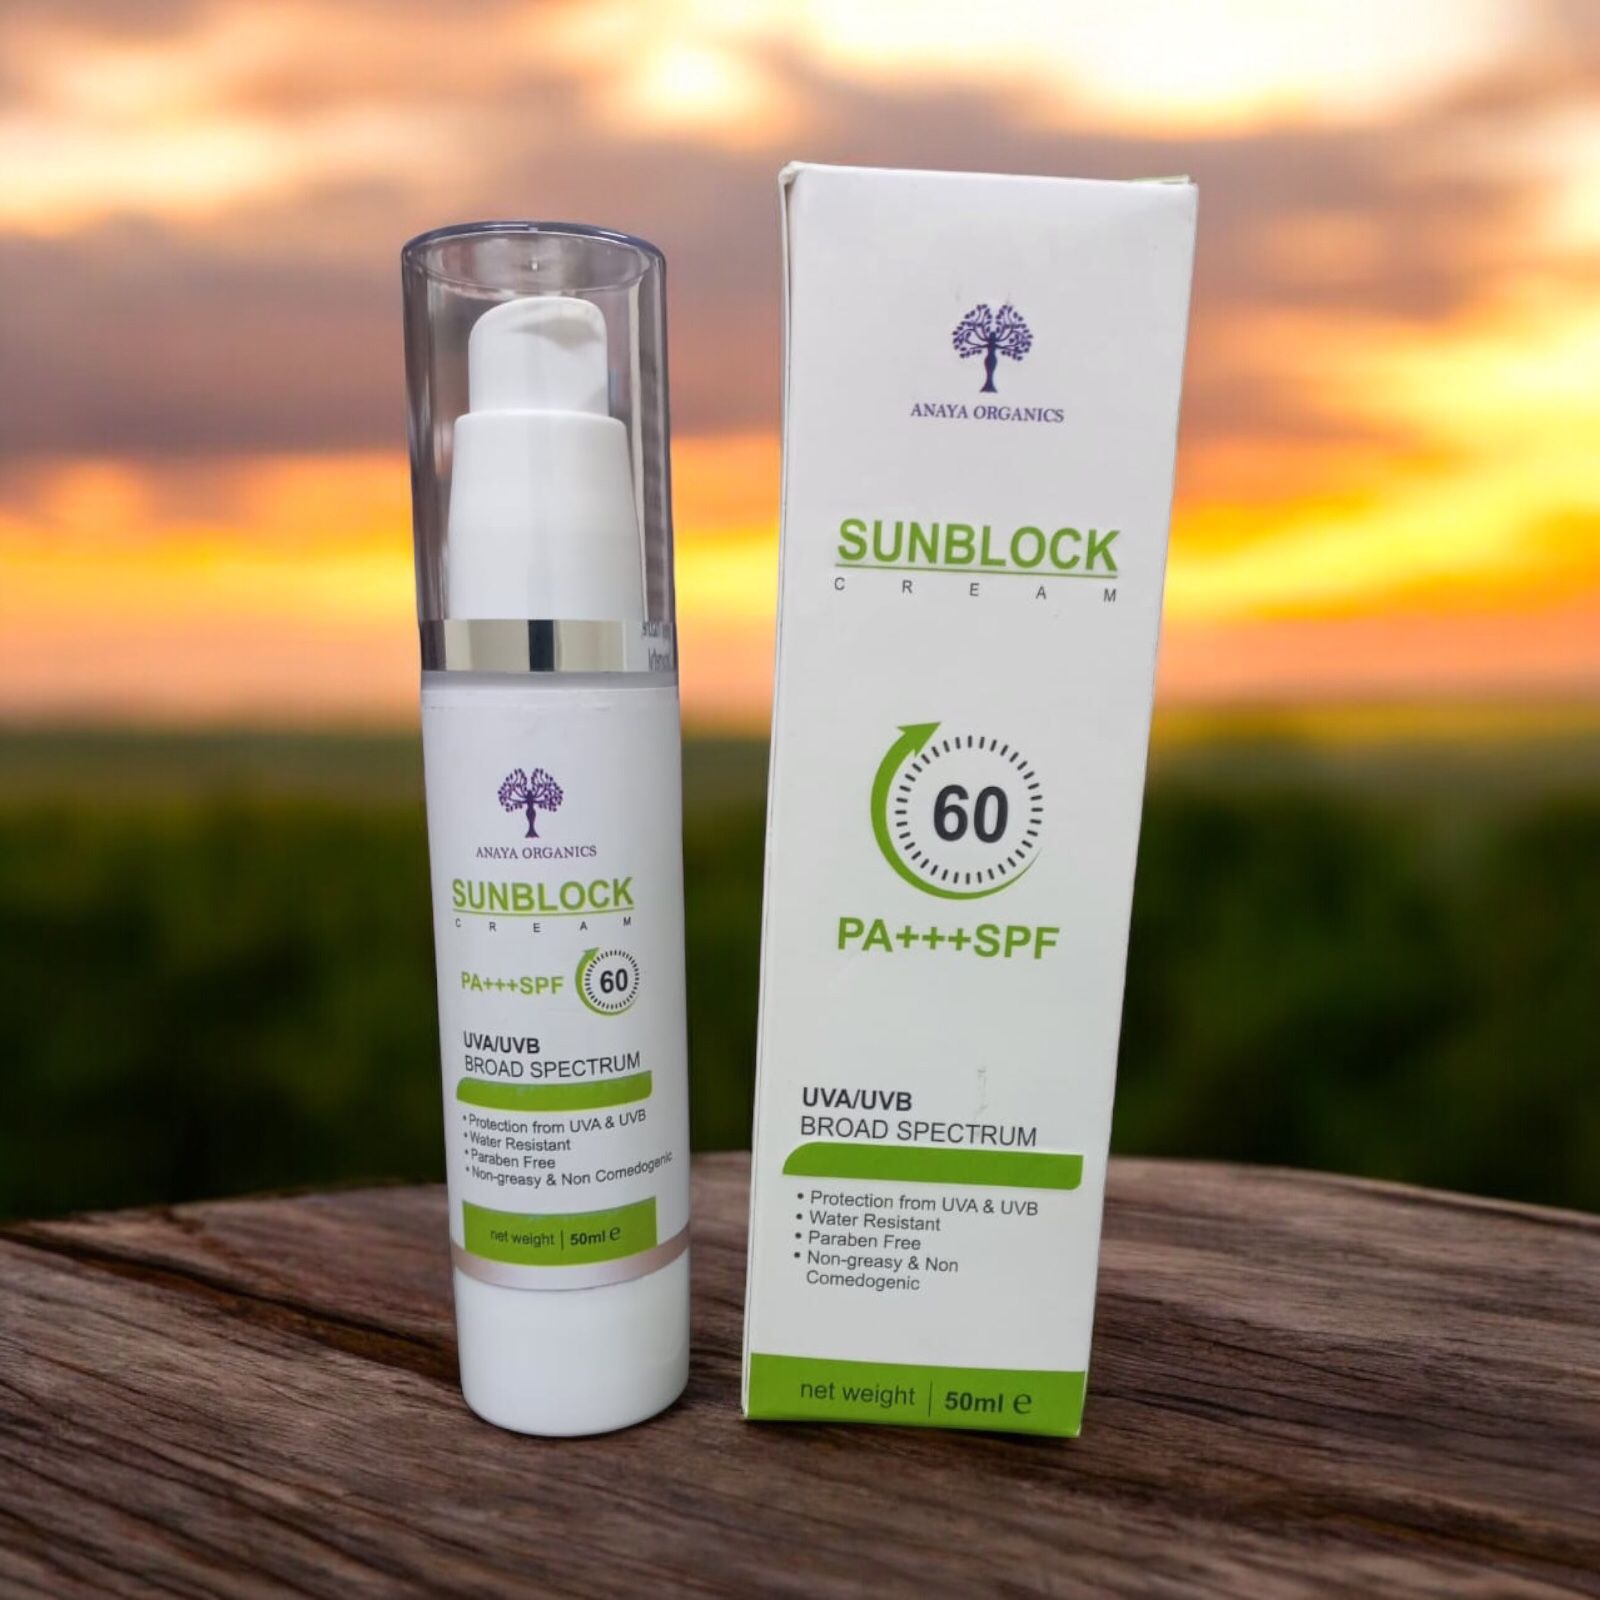 ANAYA ORGANICS
SUNBLOCK
CREAM
PA+++SPF 60
UVA/UVB
BROAD SPECTRUM
• Protection from UVA & UVB
• Water Resistant
• Paraben Free
• Non-greasy & Non Comedogenic
net weight | 50ml e
ANAYA ORGANICS
SUNBLOCK
CREAM
60
PA+++SPF
UVA/UVB
BROAD SPECTRUM
• Protection from UVA & UVB
• Water Resistant
• Paraben Free
• Non-greasy & Non
Comedogenic
net weight | 50ml e